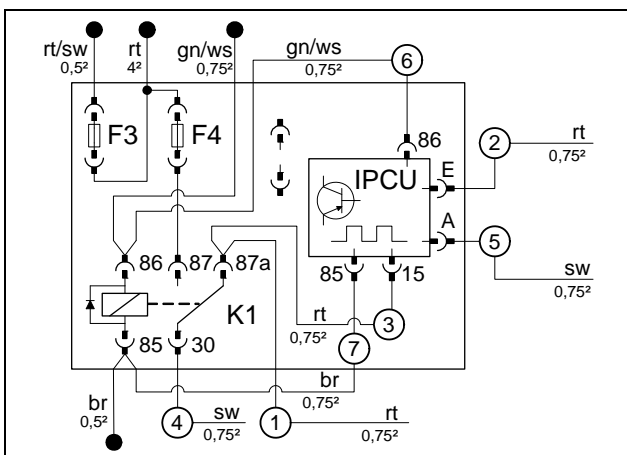 rt/sw
0,5²
rt
4²
gn/ws
0,75²
gn/ws
0,75²
6
F3
F4
86
2
rt
0,75²
IPCU
E
A
5
sw
0,75²
86
87
87a
85
15
K1
rt
0,75²
3
7
85
30
br
0,75²
br
0,5²
4
sw
0,75²
1
rt
0,75²